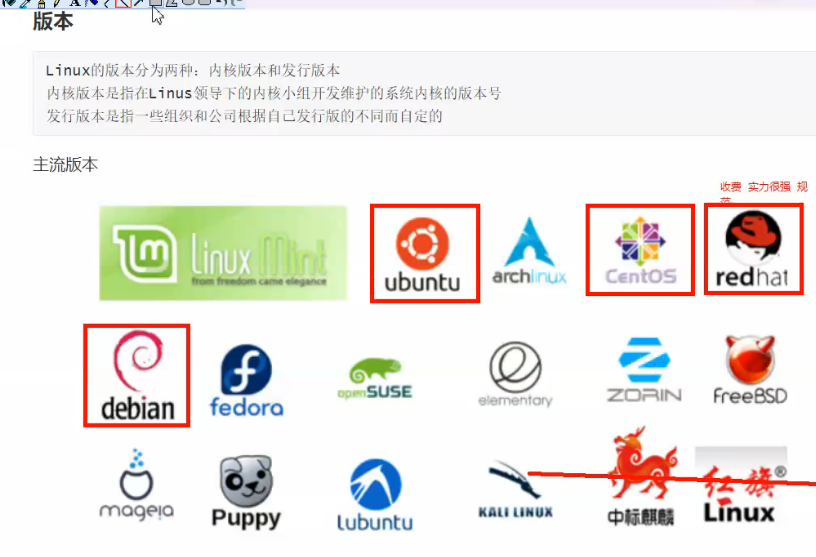 版本
Linux的版本分为两种：内核版本和发行版本
内核版本是指在Linus领导下的内核小组开发维护的系统内核的版本号
发行版本是指一些组织和公司根据自己发行版的不同而自定的
主流版本
收费 实力很强 规
范
Linux Mint
from freedom came elegance
ubuntu
archlinux
CentOS
redhat
debian
fedora
openSUSE
elementary
ZORIN
FreeBSD
mageia
Puppy
Lubuntu
KALI LINUX
中标麒麟
红旗®
Linux